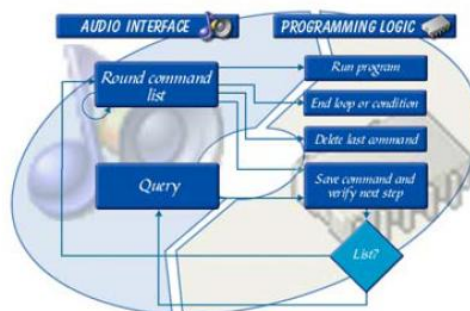 AUDIO INTERFACE
PROGRAMMING LOGIC
Round command
list
Run program
End loop or condition
Delete last command
Query
Save command and
verify next step
List?